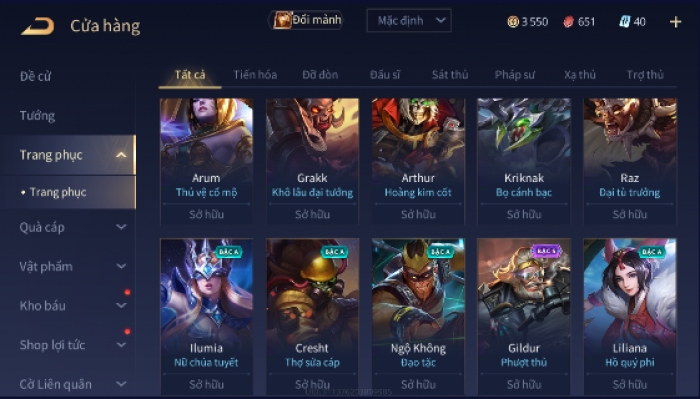 Cửa hàng
Đổi mảnh
Mặc định
3 550
651
40
Đề cử
Tướng
Trang phục
Trang phục
Quà cáp
Vật phẩm
Kho báu
Shop lợi tức
Cờ Liên quân
Tất cả Tiến hóa Đỡ đòn Đấu sĩ Sát thủ Pháp sư Xạ thủ Trợ thủ
Arum Grakk Arthur Kriknak Raz
Thú vệ cổ mộ Khô lâu đại tướng Hoàng kim cốt Bọ cánh bạc Đại tù trưởng
Sở hữu Sở hữu Sở hữu Sở hữu Sở hữu
BẬC A BẬC A BẬC A BẬC A BẬC A
Ilumia Cresht Ngộ Không Gildur Liliana
Nữ chúa tuyết Thợ sửa cáp Đạo tặc Phượt thủ Hồ quý phi
Sở hữu Sở hữu Sở hữu Sở hữu Sở hữu